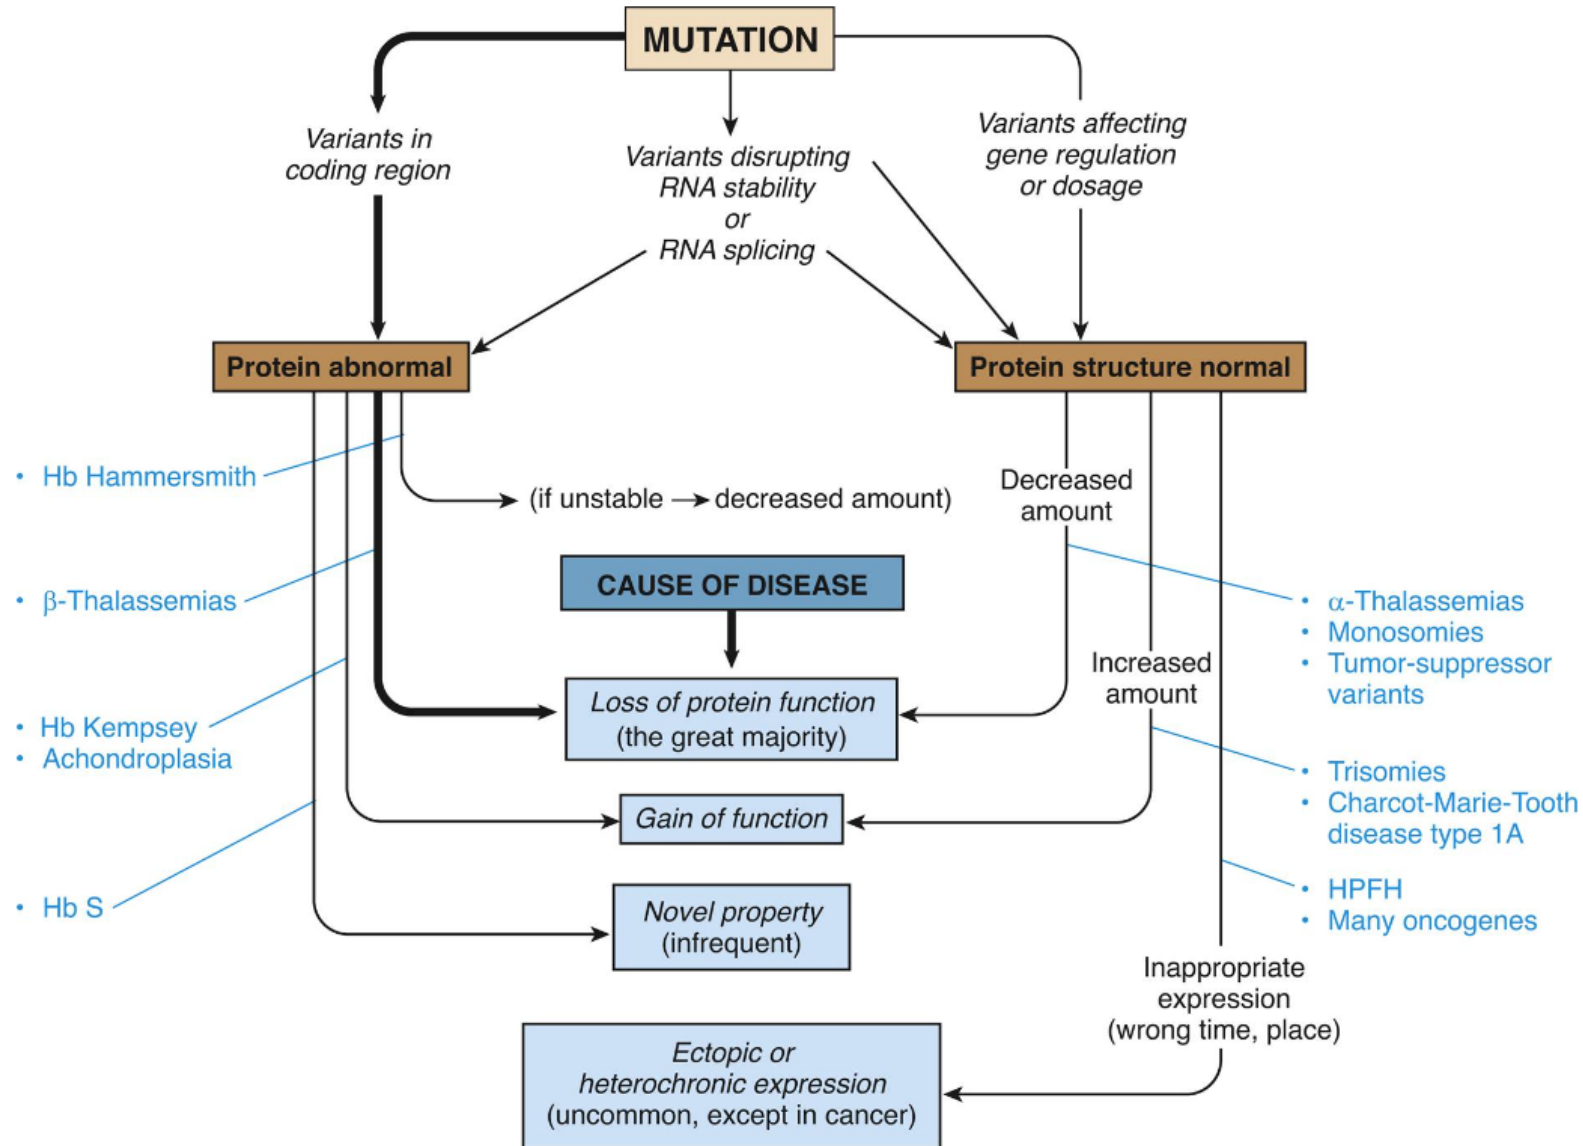 MUTATION
Variants in
coding region
Variants disrupting
RNA stability
or
RNA splicing
Variants affecting
gene regulation
or dosage
Protein abnormal
Protein structure normal
• Hb Hammersmith
(if unstable → decreased amount)
Decreased
amount
CAUSE OF DISEASE
• β-Thalassemias
• α-Thalassemias
• Monosomies
• Tumor-suppressor
variants
Increased
amount
Loss of protein function
(the great majority)
• Hb Kempsey
• Achondroplasia
• Trisomies
• Charcot-Marie-Tooth
disease type 1A
Gain of function
• Hb S
• HPFH
• Many oncogenes
Novel property
(infrequent)
Inappropriate
expression
(wrong time, place)
Ectopic or
heterochronic expression
(uncommon, except in cancer)